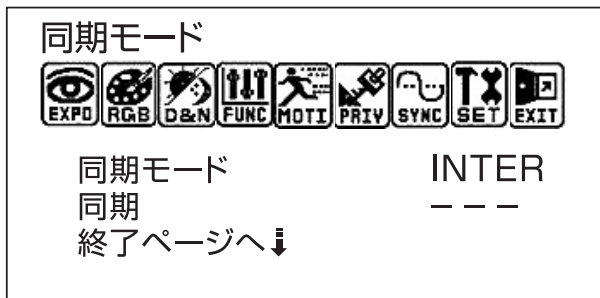 同期モード
EXPO RGB D&N FUNC MOTI PRIV SYNC SET EXIT
同期モード INTER
同期 ---
終了ページへ